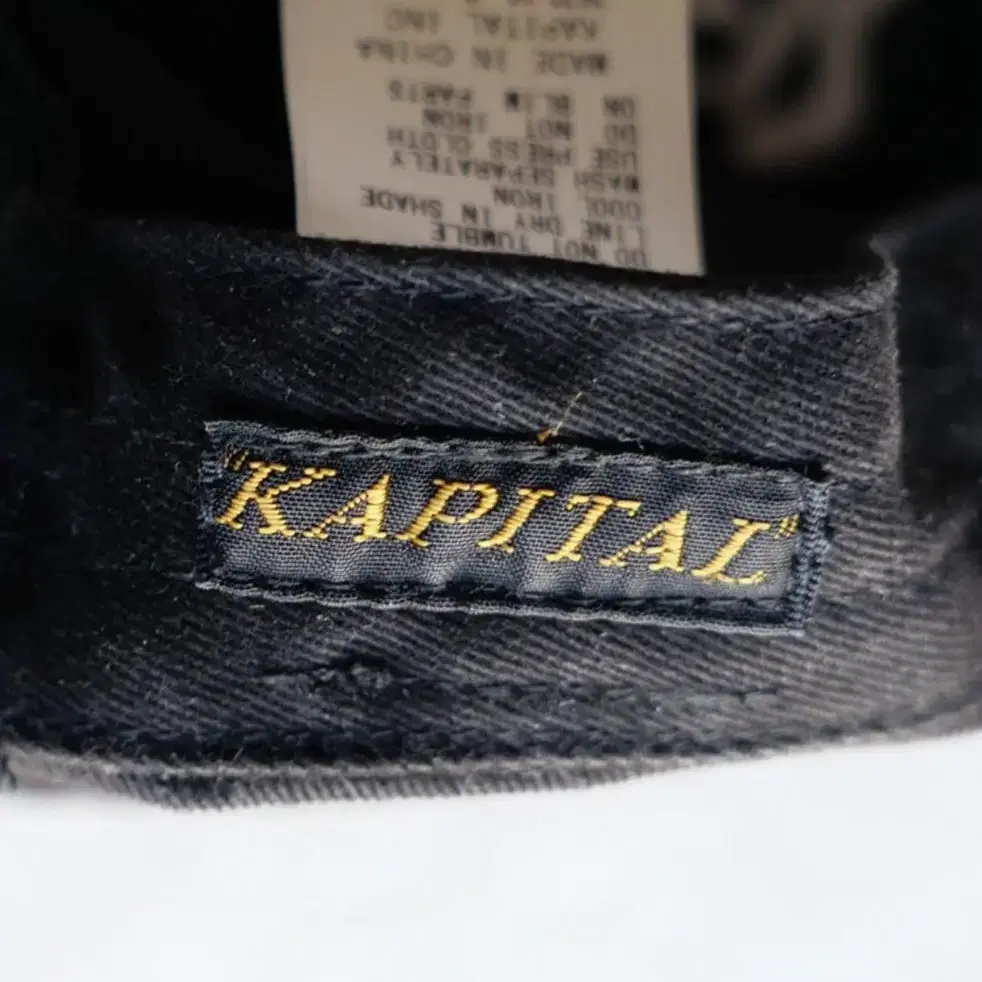 DO NOT TUMBLE
LINE DRY IN SHADE
COOL IRON
WASH SEPARATELY
USE PRESS CLOTH
DO NOT IRON
ON BLIM PARTS
MADE IN CHINA
KAPITAL INC
"KAPITAL"